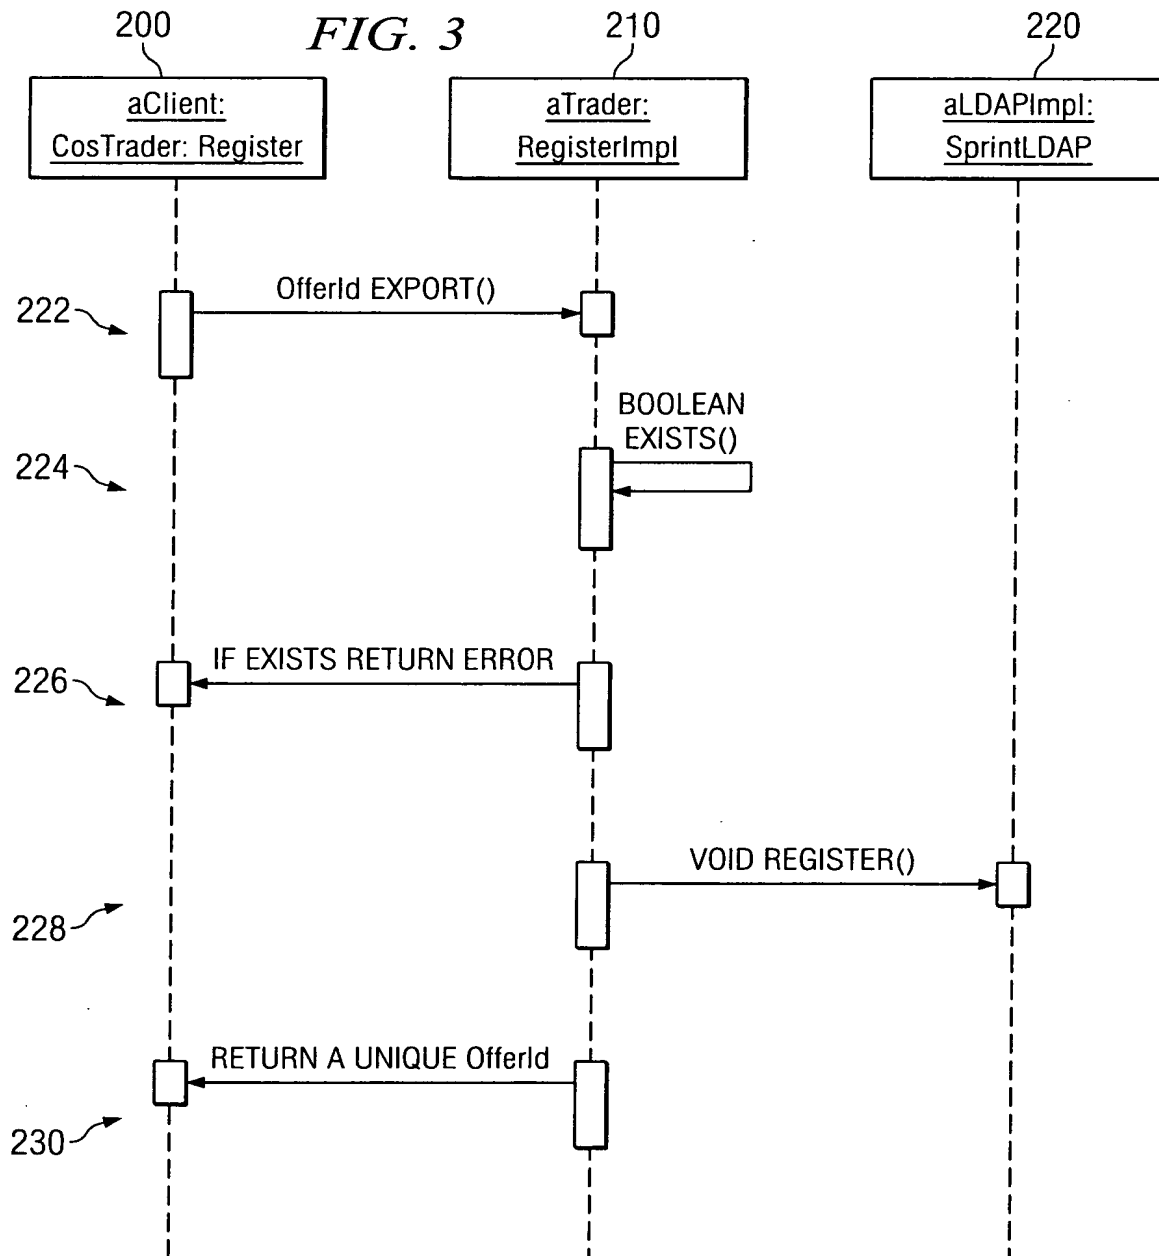 200
FIG. 3
210
220
aClient:
CosTrader: Register
aTrader:
RegisterImpl
aLDAPImpl:
SprintLDAP
222
OfferId EXPORT()
BOOLEAN
EXISTS()
224
IF EXISTS RETURN ERROR
226
VOID REGISTER()
228
RETURN A UNIQUE OfferId
230